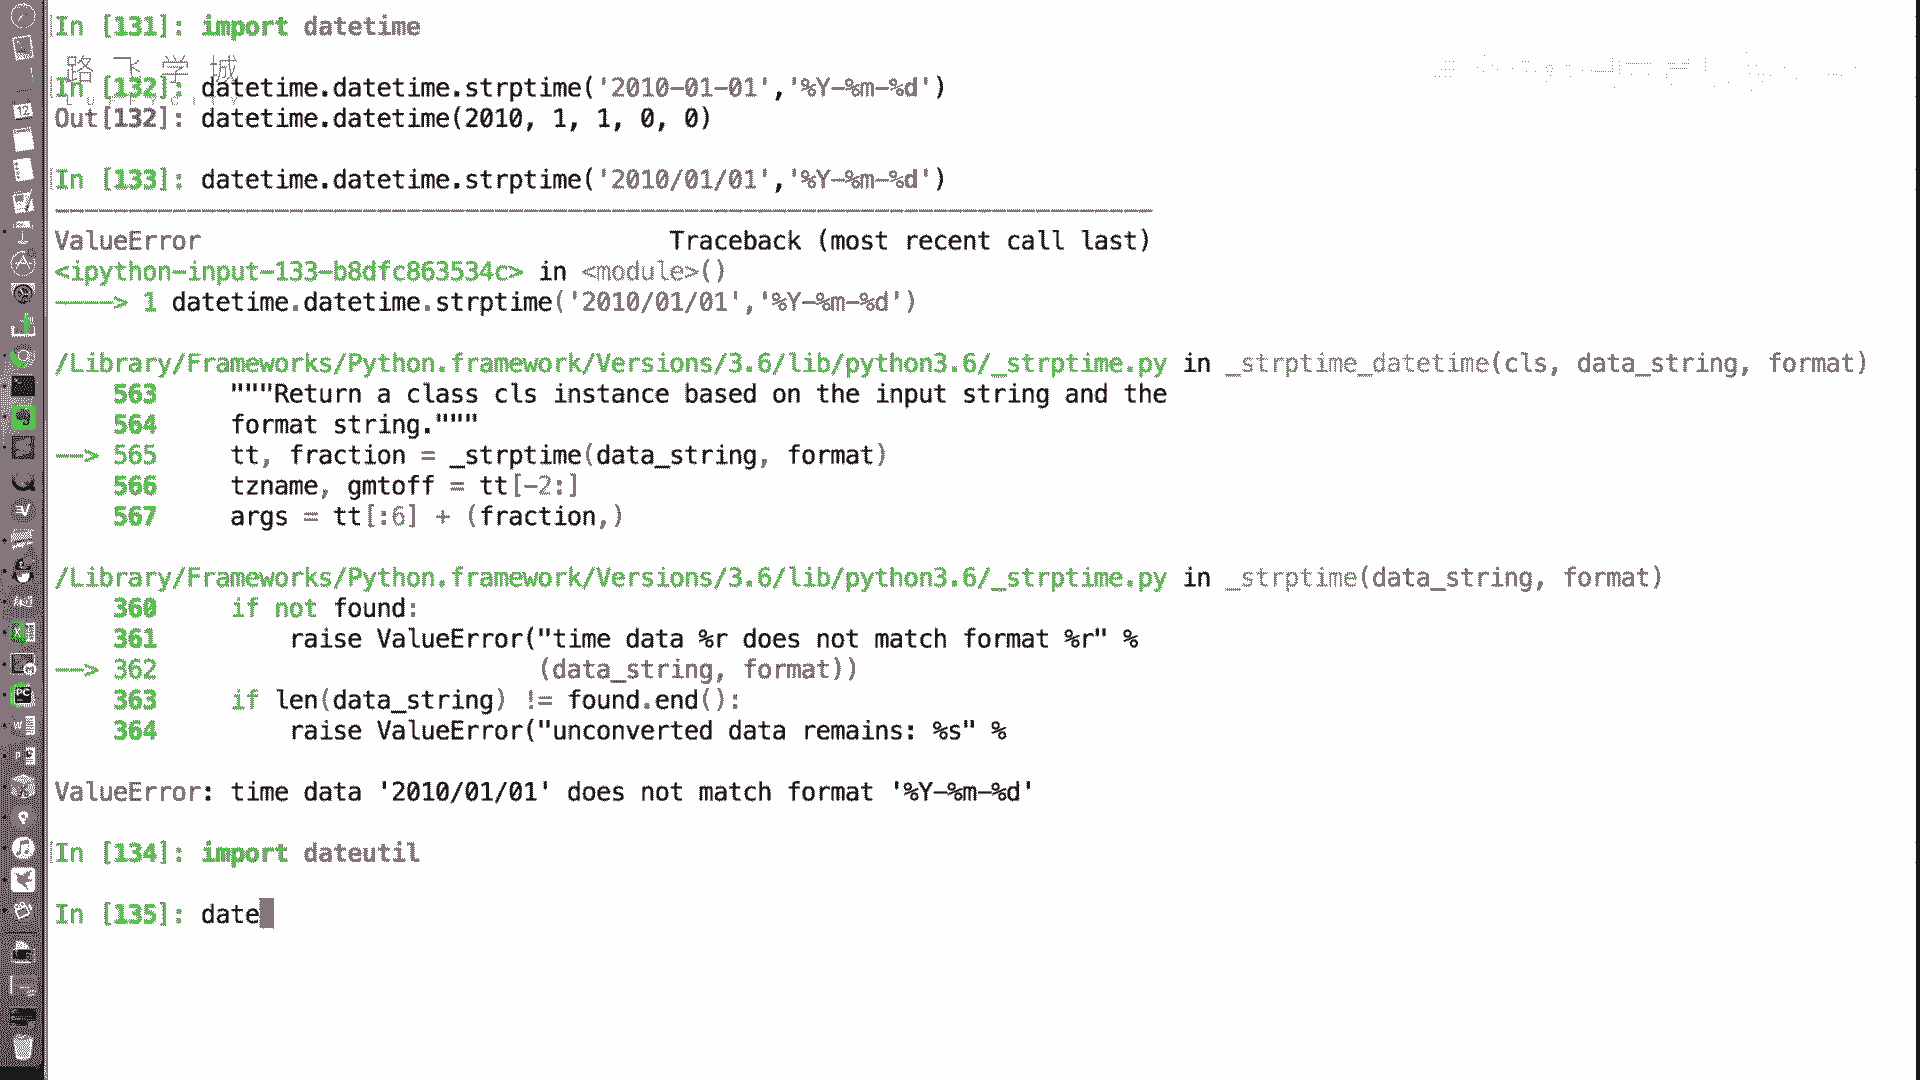 In [131]: import datetime
路飞学城
In [132]: datetime.datetime.strptime('2010-01-01','%Y-%m-%d')
Out[132]: datetime.datetime(2010, 1, 1, 0, 0)
In [133]: datetime.datetime.strptime('2010/01/01','%Y-%m-%d')
ValueError                                Traceback (most recent call last)
<ipython-input-133-b8dfc863534c> in <module>()
----> 1 datetime.datetime.strptime('2010/01/01','%Y-%m-%d')
/Library/Frameworks/Python.framework/Versions/3.6/lib/python3.6/_strptime.py in _strptime_datetime(cls, data_string, format)
    563     """Return a class cls instance based on the input string and the
    564     format string."""
--> 565     tt, fraction = _strptime(data_string, format)
    566     tzname, gmtoff = tt[-2:]
    567     args = tt[:6] + (fraction,)
/Library/Frameworks/Python.framework/Versions/3.6/lib/python3.6/_strptime.py in _strptime(data_string, format)
    360     if not found:
    361         raise ValueError("time data %r does not match format %r" %
--> 362                          (data_string, format))
    363     if len(data_string) != found.end():
    364         raise ValueError("unconverted data remains: %s" %
ValueError: time data '2010/01/01' does not match format '%Y-%m-%d'
In [134]: import dateutil
In [135]: date